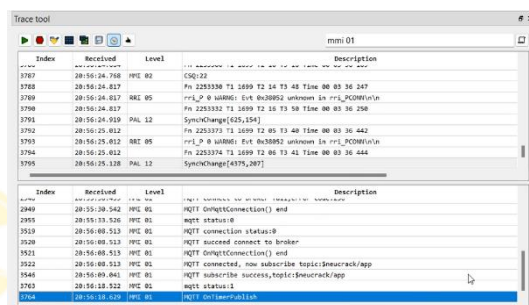 Trace tool
mmi 01
Index Received Level Description
3787 20:56:24.768 MMI 02 CSQ:22
3788 20:56:24.817 Fn 2253330 T1 1699 T2 14 T3 48 Time 00 03 36 247
3789 20:56:24.817 RRI 05 rri_P 0 WARNG: Evt 0x38052 unknown in rri_PCONN\n\n
3790 20:56:24.817 Fn 2253332 T1 1699 T2 16 T3 50 Time 00 03 36 250
3791 20:56:24.919 PAL 12 SynchChange[625,154]
3792 20:56:25.012 Fn 2253373 T1 1699 T2 05 T3 40 Time 00 03 36 442
3793 20:56:25.012 RRI 05 rri_P 0 WARNG: Evt 0x38052 unknown in rri_PCONN\n\n
3794 20:56:25.012 Fn 2253374 T1 1699 T2 06 T3 41 Time 00 03 36 444
3795 20:56:25.128 PAL 12 SynchChange[4375,207]
Index Received Level Description
2949 20:55:30.542 MMI 01 MQTT OnMqttConnection() end
2955 20:55:33.526 MMI 01 mqtt status:0
3519 20:56:08.513 MMI 01 MQTT connection status:0
3520 20:56:08.513 MMI 01 MQTT succeed connect to broker
3521 20:56:08.513 MMI 01 MQTT OnMqttConnection() end
3522 20:56:08.513 MMI 01 MQTT connected, now subscribe topic:$neucrack/app
3546 20:56:09.041 MMI 01 MQTT subscribe success,topic:$neucrack/app
3763 20:56:18.522 MMI 01 mqtt status:1
3764 20:56:18.629 MMI 01 MQTT OnTimerPublish